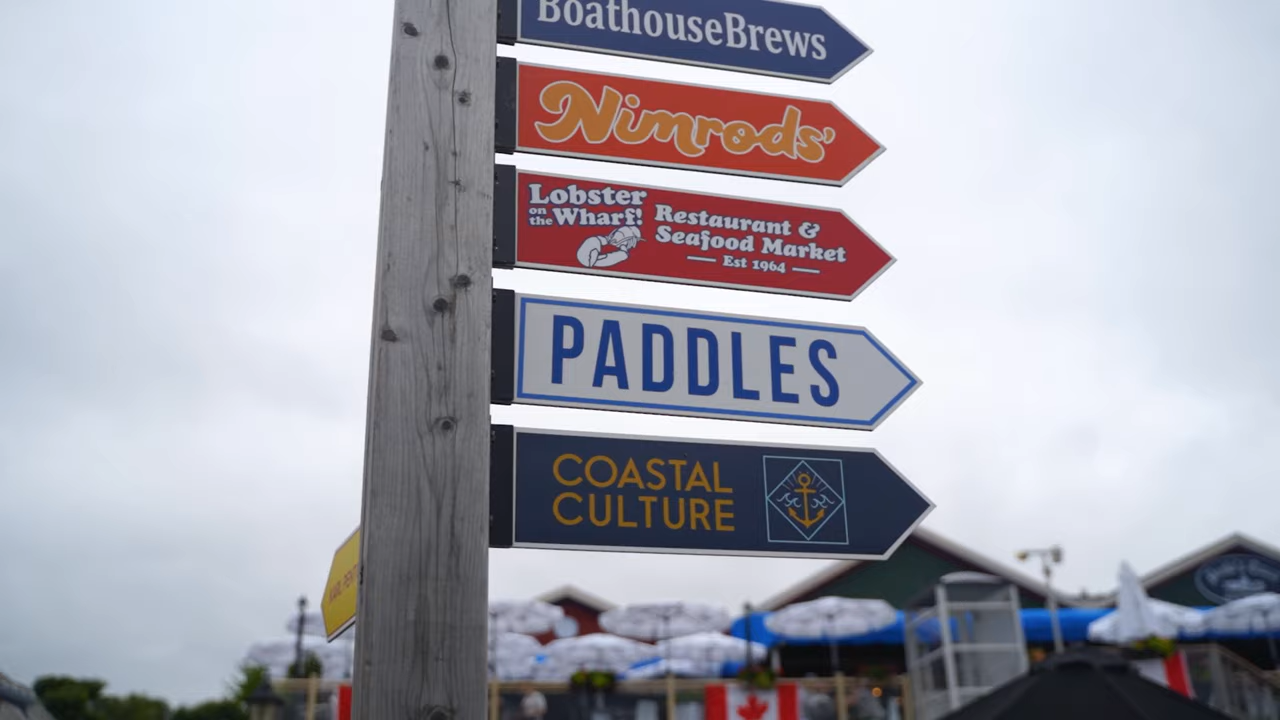 BoathouseBrews
Nimrods'
Lobster
on the Wharf!
Restaurant &
Seafood Market
Est 1964
PADDLES
COASTAL
CULTURE